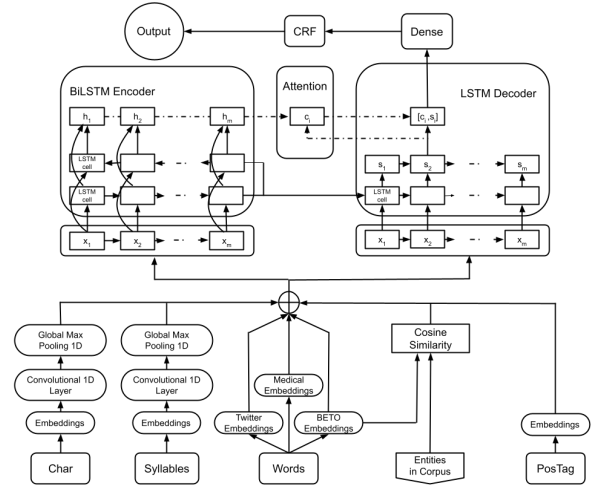 Output
CRF
Dense
BiLSTM Encoder
Attention
LSTM Decoder
h1
h2
hm
ci
[ci,si]
LSTM
cell
s1
s2
sm
LSTM
cell
LSTM
cell
x1
x2
xm
x1
x2
xm
Global Max
Pooling 1D
Global Max
Pooling 1D
Cosine
Similarity
Convolutional 1D
Layer
Convolutional 1D
Layer
Medical
Embeddings
Embeddings
Embeddings
Twitter
Embeddings
BETO
Embeddings
Embeddings
Char
Syllables
Words
Entities
in Corpus
PosTag